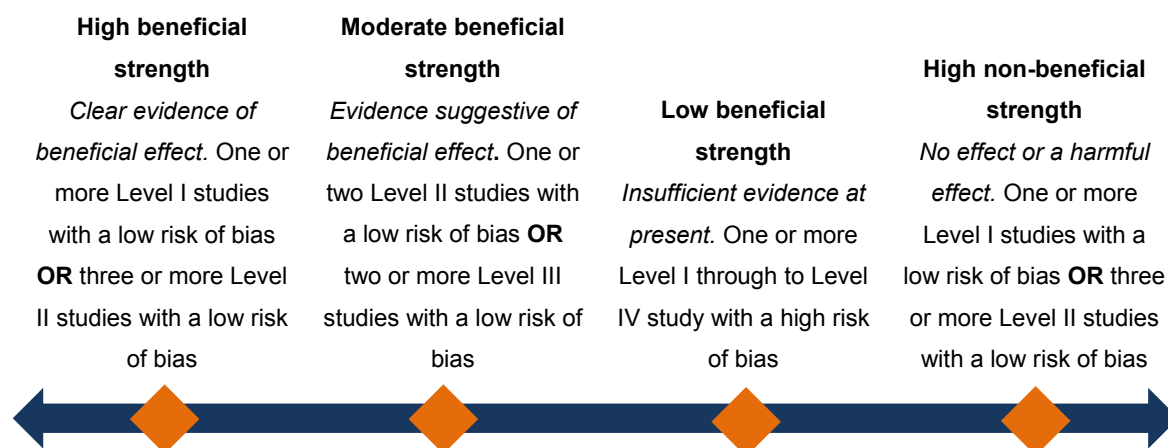 High beneficial
strength
Clear evidence of
beneficial effect. One or
more Level I studies
with a low risk of bias
OR three or more Level
II studies with a low risk
of bias
Moderate beneficial
strength
Evidence suggestive of
beneficial effect. One or
two Level II studies with
a low risk of bias OR
two or more Level III
studies with a low risk of
bias
Low beneficial
strength
Insufficient evidence at
present. One or more
Level I through to Level
IV study with a high risk
of bias
High non-beneficial
strength
No effect or a harmful
effect. One or more
Level I studies with a
low risk of bias OR three
or more Level II studies
with a low risk of bias